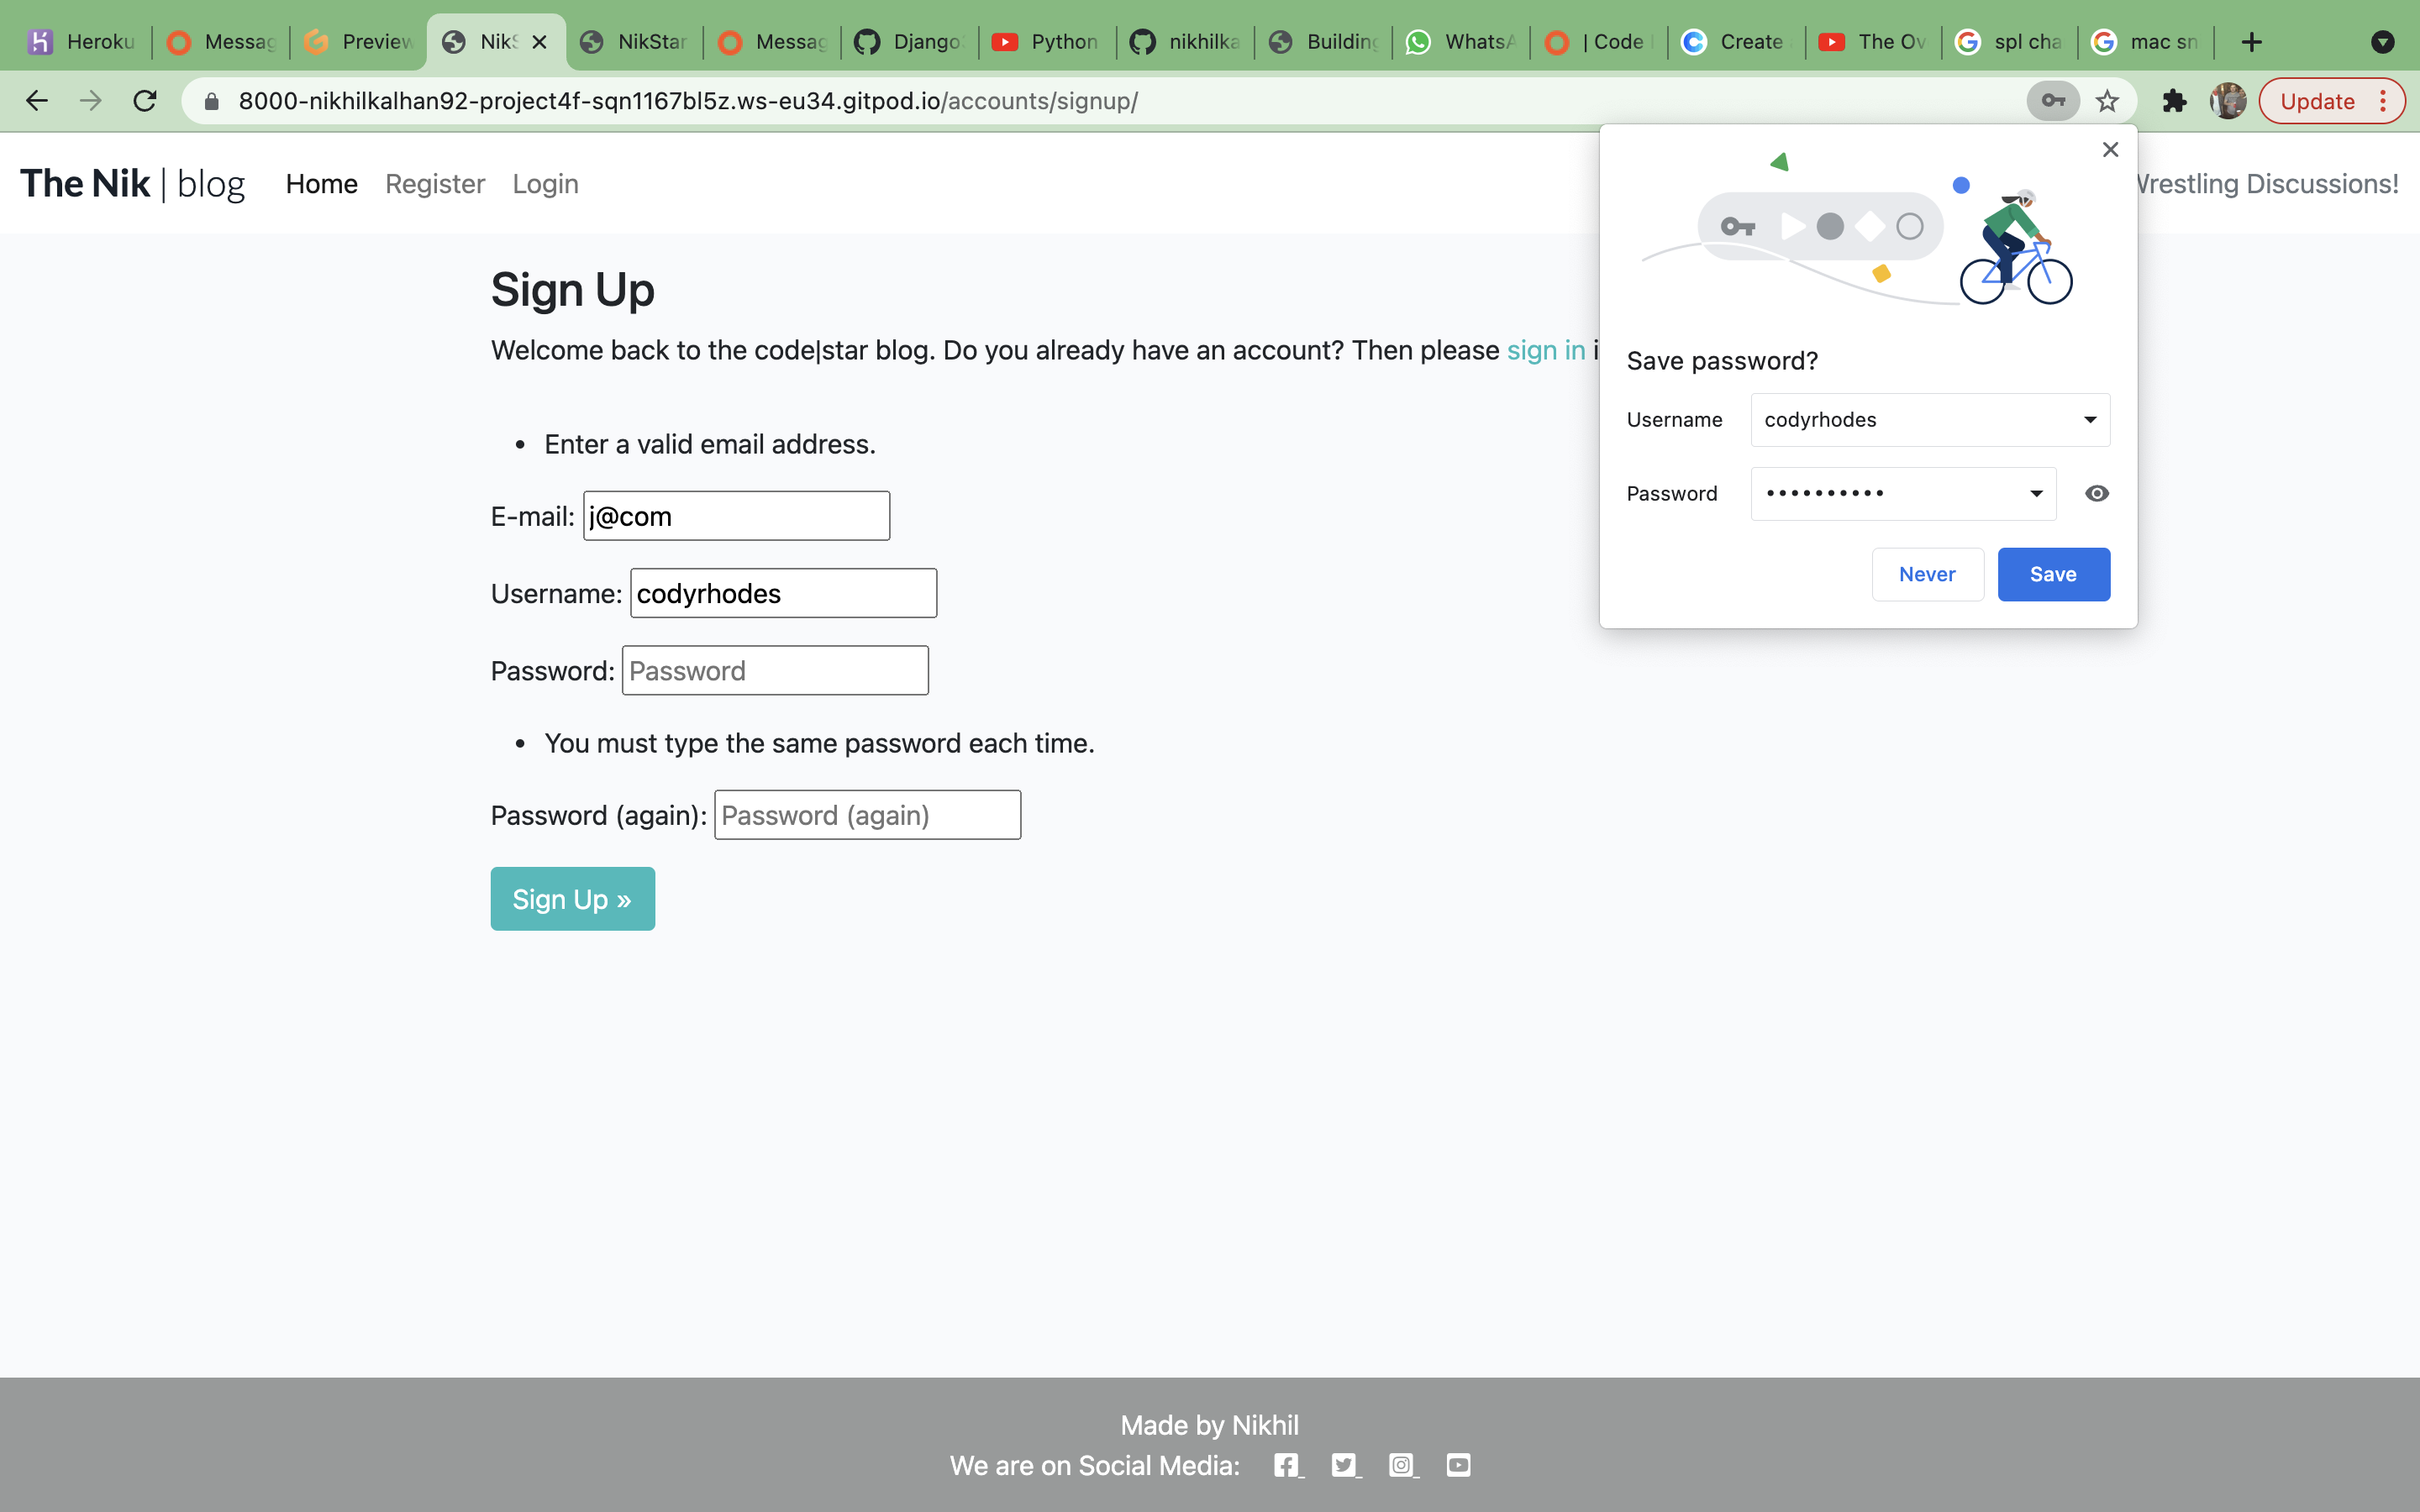 Heroku Messag Preview NikS NikStar Messag Django Python nikhilka Building WhatsA | Code Create The Ov spl cha mac sn
8000-nikhilkalhan92-project4f-sqn1167bl5z.ws-eu34.gitpod.io/accounts/signup/ Update
The Nik | blog Home Register Login Wrestling Discussions!
Sign Up
Welcome back to the code|star blog. Do you already have an account? Then please sign in i
Enter a valid email address.
E-mail: j@com
Username: codyrhodes
Password: Password
You must type the same password each time.
Password (again): Password (again)
Sign Up »
Save password?
Username codyrhodes
Password ••••••••••
Never Save
Made by Nikhil
We are on Social Media: